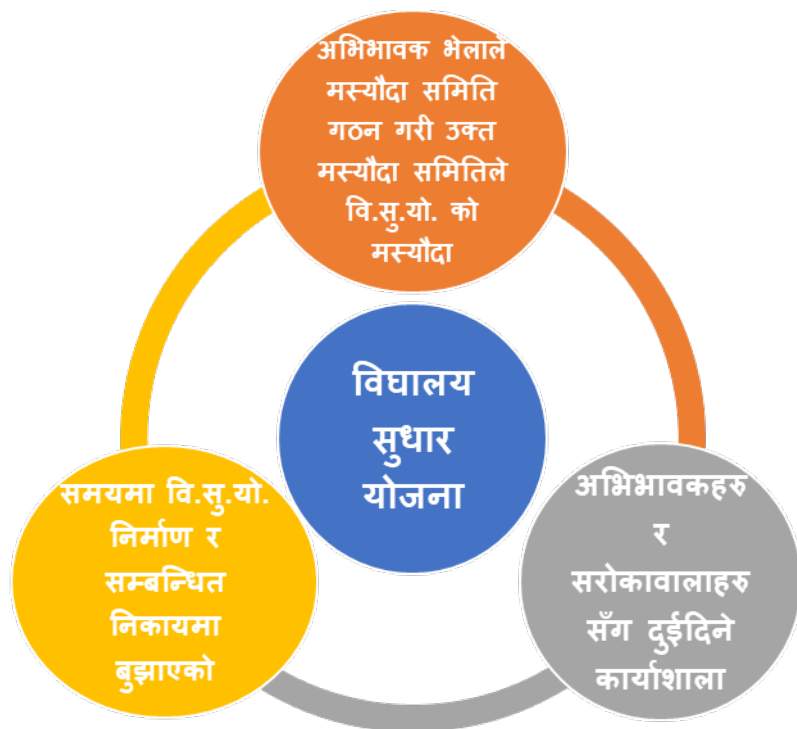 अभिभावक भेलाले
मस्यौदा समिति
गठन गरी उक्त
मस्यौदा समितिले
वि.सु.यो. को
मस्यौदा
विघालय
सुधार
योजना
समयमा वि.सु.यो.
निर्माण र
सम्बन्धित
निकायमा
बुझाएको
अभिभावकहरु
र
सरोकावालाहरु
सँग दुईदिने
कार्याशाला